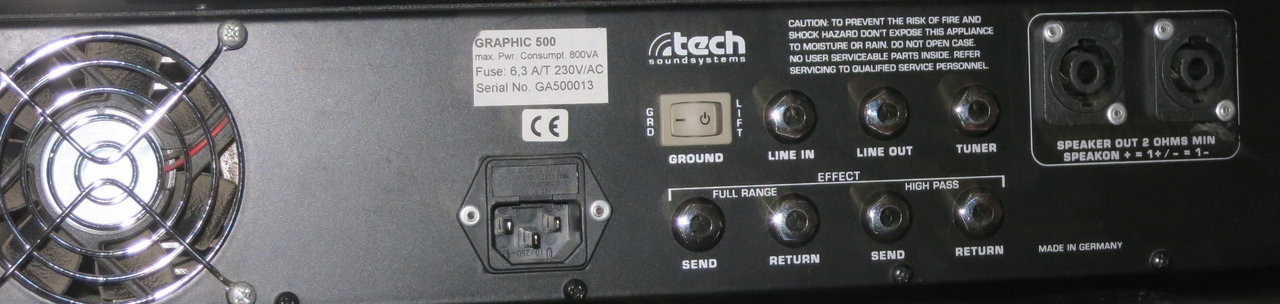 GRAPHIC 500
max. Pwr. Consumpt. 800VA
Fuse: 6,3 A/T 230V/AC
Serial No. GA500013
CE
tech
soundsystems
CAUTION: TO PREVENT THE RISK OF FIRE AND
SHOCK HAZARD DON'T EXPOSE THIS APPLIANCE
TO MOISTURE OR RAIN. DO NOT OPEN CASE.
NO USER SERVICEABLE PARTS INSIDE. REFER
SERVICING TO QUALIFIED SERVICE PERSONNEL.
GRD
LIFT
GROUND
LINE IN
LINE OUT
TUNER
SPEAKER OUT 2 OHMS MIN
SPEAKON + = 1+ / - = 1-
EFFECT
FULL RANGE
HIGH PASS
SEND
RETURN
SEND
RETURN
MADE IN GERMANY
10/250~